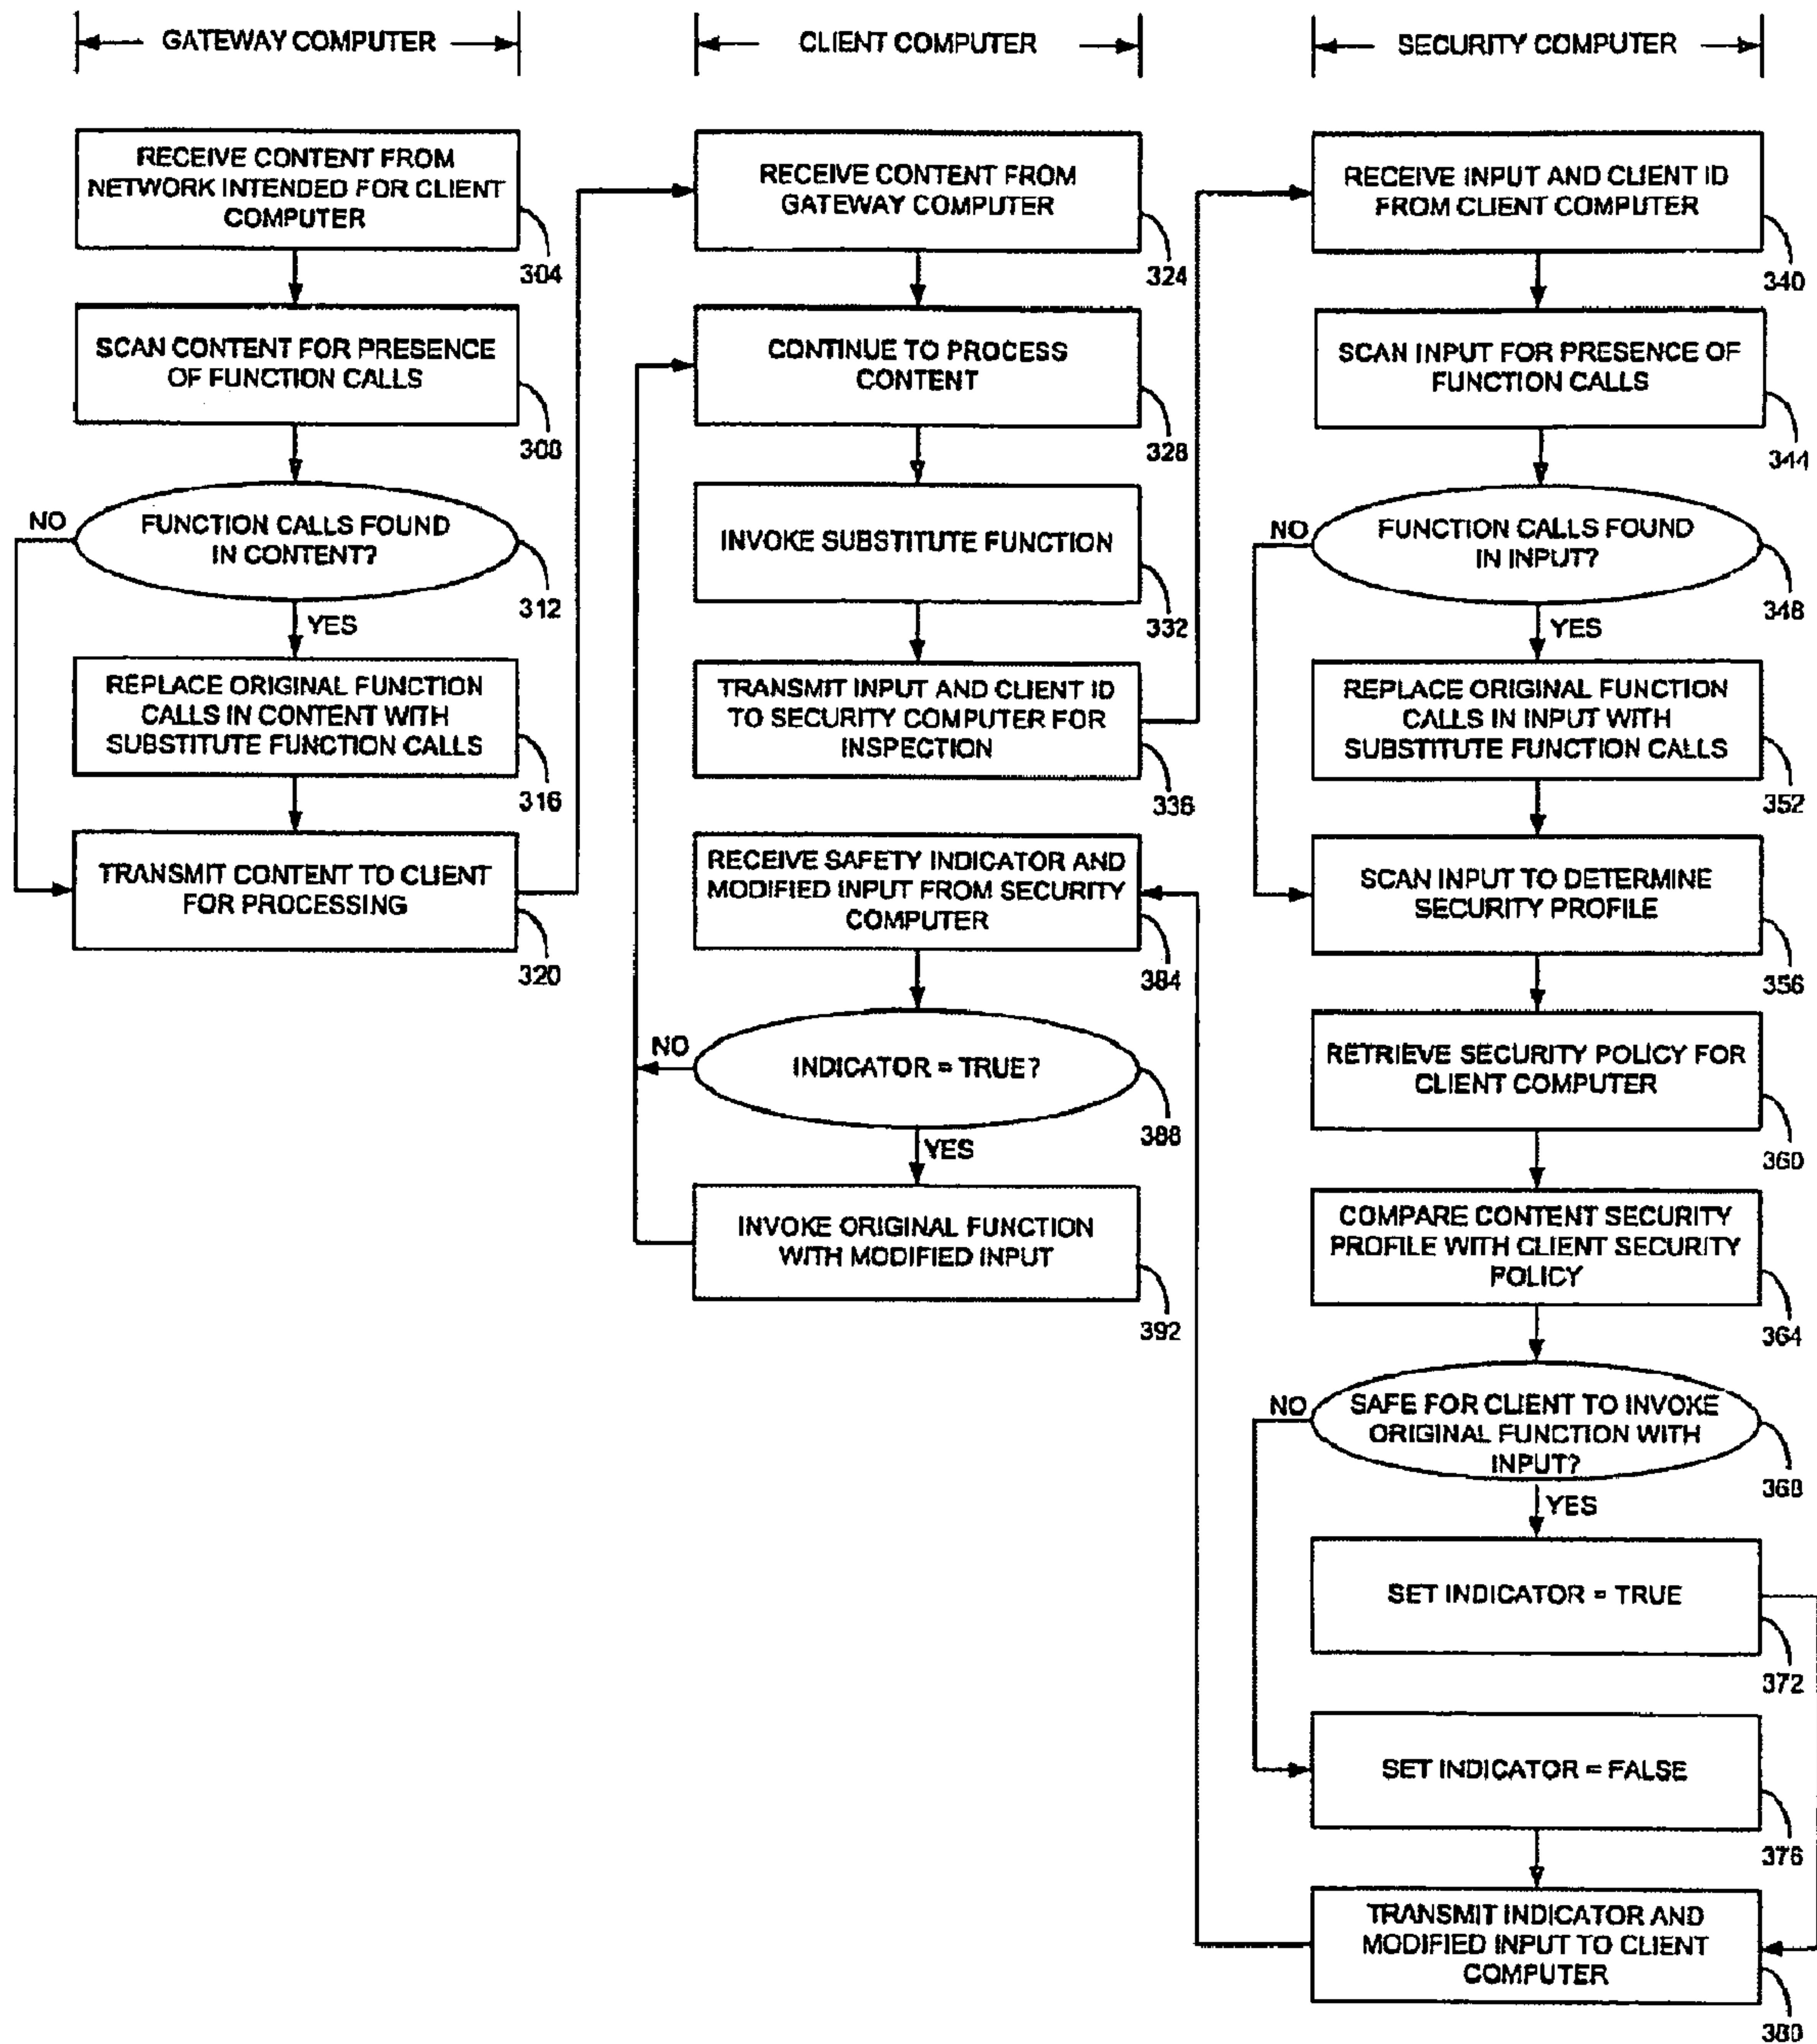 GATEWAY COMPUTER
RECEIVE CONTENT FROM
NETWORK INTENDED FOR CLIENT
COMPUTER
304
SCAN CONTENT FOR PRESENCE
OF FUNCTION CALLS
308
NO
FUNCTION CALLS FOUND
IN CONTENT?
312
YES
REPLACE ORIGINAL FUNCTION
CALLS IN CONTENT WITH
SUBSTITUTE FUNCTION CALLS
316
TRANSMIT CONTENT TO CLIENT
FOR PROCESSING
320
CLIENT COMPUTER
RECEIVE CONTENT FROM
GATEWAY COMPUTER
324
CONTINUE TO PROCESS
CONTENT
328
INVOKE SUBSTITUTE FUNCTION
332
TRANSMIT INPUT AND CLIENT ID
TO SECURITY COMPUTER FOR
INSPECTION
336
RECEIVE SAFETY INDICATOR AND
MODIFIED INPUT FROM SECURITY
COMPUTER
384
NO
INDICATOR = TRUE?
388
YES
INVOKE ORIGINAL FUNCTION
WITH MODIFIED INPUT
392
SECURITY COMPUTER
RECEIVE INPUT AND CLIENT ID
FROM CLIENT COMPUTER
340
SCAN INPUT FOR PRESENCE OF
FUNCTION CALLS
344
NO
FUNCTION CALLS FOUND
IN INPUT?
348
YES
REPLACE ORIGINAL FUNCTION
CALLS IN INPUT WITH
SUBSTITUTE FUNCTION CALLS
352
SCAN INPUT TO DETERMINE
SECURITY PROFILE
356
RETRIEVE SECURITY POLICY FOR
CLIENT COMPUTER
360
COMPARE CONTENT SECURITY
PROFILE WITH CLIENT SECURITY
POLICY
364
NO
SAFE FOR CLIENT TO INVOKE
ORIGINAL FUNCTION WITH
INPUT?
368
YES
SET INDICATOR = TRUE
372
SET INDICATOR = FALSE
376
TRANSMIT INDICATOR AND
MODIFIED INPUT TO CLIENT
COMPUTER
380